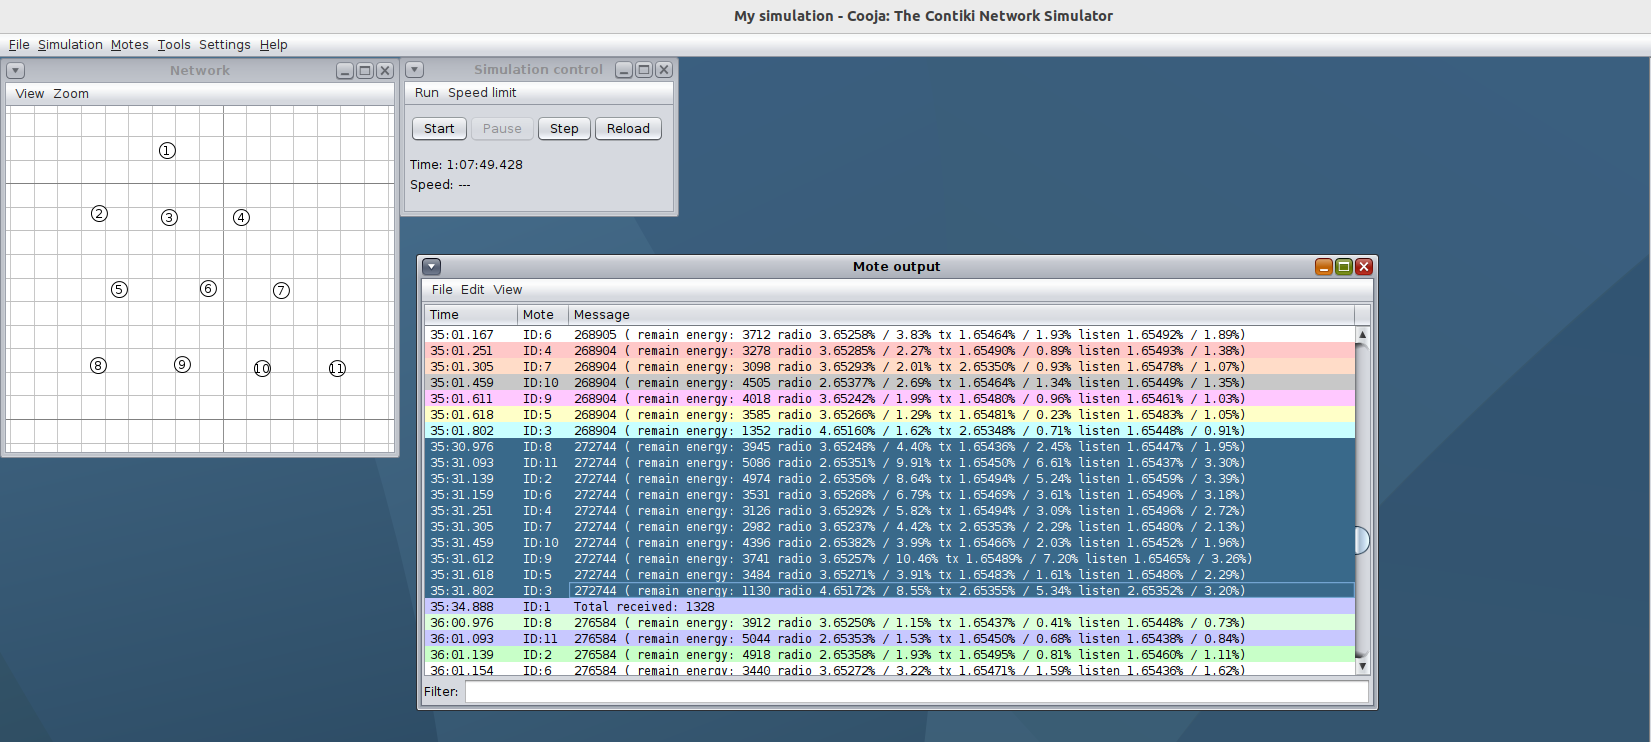 My simulation - Cooja: The Contiki Network Simulator
File Simulation Motes Tools Settings Help
Network
View Zoom
1
2 3 4
5 6 7
8 9 10 11
Simulation control
Run Speed limit
Start Pause Step Reload
Time: 1:07:49.428
Speed: ---
Mote output
File Edit View
Time Mote Message
35:01.167 ID:6 268905 ( remain energy: 3712 radio 3.65258% / 3.83% tx 1.65464% / 1.93% listen 1.65492% / 1.89%)
35:01.251 ID:4 268904 ( remain energy: 3278 radio 3.65285% / 2.27% tx 1.65490% / 0.89% listen 1.65493% / 1.38%)
35:01.305 ID:7 268904 ( remain energy: 3098 radio 3.65293% / 2.01% tx 2.65350% / 0.93% listen 1.65478% / 1.07%)
35:01.459 ID:10 268904 ( remain energy: 4505 radio 2.65377% / 2.69% tx 1.65464% / 1.34% listen 1.65449% / 1.35%)
35:01.611 ID:9 268904 ( remain energy: 4018 radio 3.65242% / 1.99% tx 1.65480% / 0.96% listen 1.65461% / 1.03%)
35:01.618 ID:5 268904 ( remain energy: 3585 radio 3.65266% / 1.29% tx 1.65481% / 0.23% listen 1.65483% / 1.05%)
35:01.802 ID:3 268904 ( remain energy: 1352 radio 4.65160% / 1.62% tx 2.65348% / 0.71% listen 1.65448% / 0.91%)
35:30.976 ID:8 272744 ( remain energy: 3945 radio 3.65248% / 4.40% tx 1.65436% / 2.45% listen 1.65447% / 1.95%)
35:31.093 ID:11 272744 ( remain energy: 5086 radio 2.65351% / 9.91% tx 1.65450% / 6.61% listen 1.65437% / 3.30%)
35:31.139 ID:2 272744 ( remain energy: 4974 radio 2.65356% / 8.64% tx 1.65494% / 5.24% listen 1.65459% / 3.39%)
35:31.159 ID:6 272744 ( remain energy: 3531 radio 3.65268% / 6.79% tx 1.65469% / 3.61% listen 1.65496% / 3.18%)
35:31.251 ID:4 272744 ( remain energy: 3126 radio 3.65292% / 5.82% tx 1.65494% / 3.09% listen 1.65496% / 2.72%)
35:31.305 ID:7 272744 ( remain energy: 2982 radio 3.65237% / 4.42% tx 2.65353% / 2.29% listen 1.65480% / 2.13%)
35:31.459 ID:10 272744 ( remain energy: 4396 radio 2.65382% / 3.99% tx 1.65466% / 2.03% listen 1.65452% / 1.96%)
35:31.612 ID:9 272744 ( remain energy: 3741 radio 3.65257% / 10.46% tx 1.65489% / 7.20% listen 1.65465% / 3.26%)
35:31.618 ID:5 272744 ( remain energy: 3484 radio 3.65271% / 3.91% tx 1.65483% / 1.61% listen 1.65486% / 2.29%)
35:31.802 ID:3 272744 ( remain energy: 1130 radio 4.65172% / 8.55% tx 2.65355% / 5.34% listen 2.65352% / 3.20%)
35:34.888 ID:1 Total received: 1328
36:00.976 ID:8 276584 ( remain energy: 3912 radio 3.65250% / 1.15% tx 1.65437% / 0.41% listen 1.65448% / 0.73%)
36:01.093 ID:11 276584 ( remain energy: 5044 radio 2.65353% / 1.53% tx 1.65450% / 0.68% listen 1.65438% / 0.84%)
36:01.139 ID:2 276584 ( remain energy: 4918 radio 2.65358% / 1.93% tx 1.65495% / 0.81% listen 1.65460% / 1.11%)
36:01.154 ID:6 276584 ( remain energy: 3440 radio 3.65272% / 3.22% tx 1.65471% / 1.59% listen 1.65436% / 1.62%)
Filter: